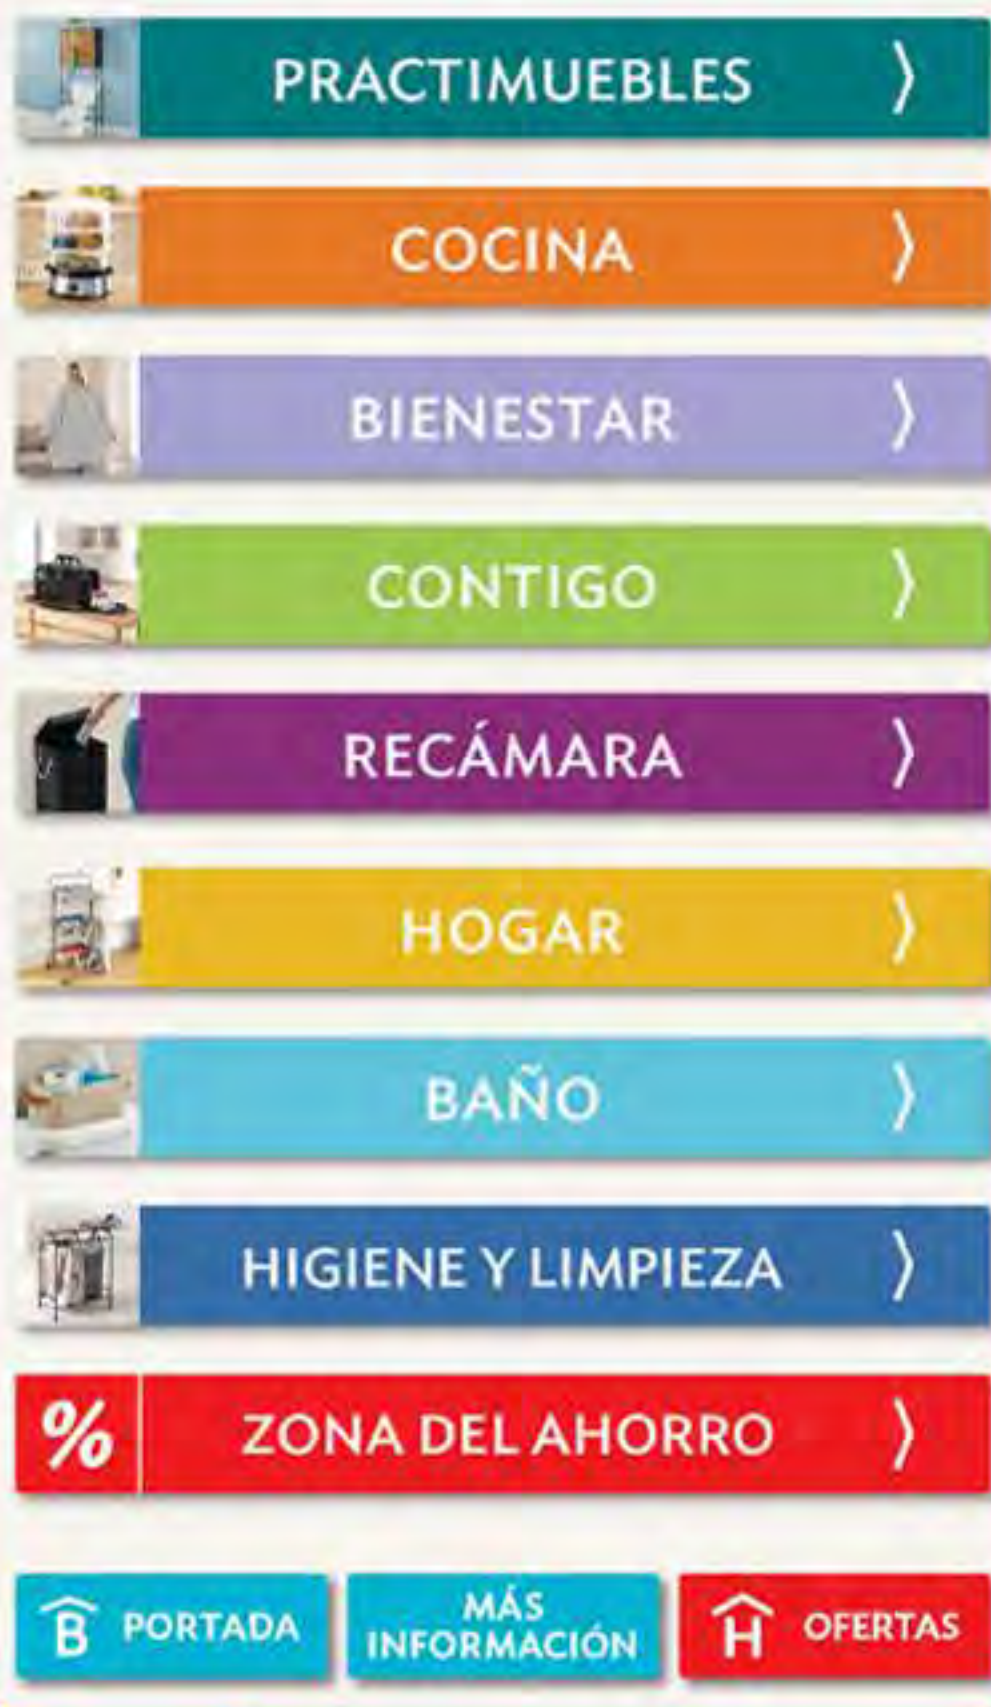 PRACTIMUEBLES
COCINA
BIENESTAR
CONTIGO
RECÁMARA
HOGAR
BAÑO
HIGIENE Y LIMPIEZA
% ZONA DEL AHORRO
B PORTADA
MÁS
INFORMACIÓN
H OFERTAS